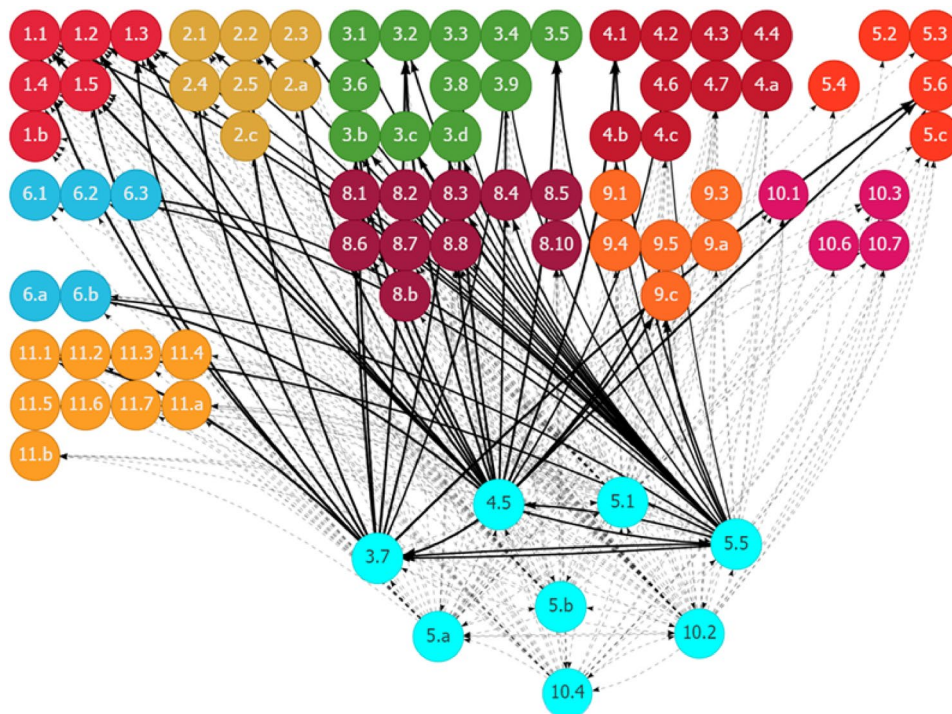 1.1 1.2 1.3 2.1 2.2 2.3 3.1 3.2 3.3 3.4 3.5 4.1 4.2 4.3 4.4 5.2 5.3
1.4 1.5 2.4 2.5 2.a 3.6 3.8 3.9 4.6 4.7 4.a 5.4 5.6
1.b 2.c 3.b 3.c 3.d 4.b 4.c 5.c
6.1 6.2 6.3 8.1 8.2 8.3 8.4 8.5 9.1 9.3 10.1 10.3
8.6 8.7 8.8 8.10 9.4 9.5 9.a 10.6 10.7
6.a 6.b 8.b 9.c
11.1 11.2 11.3 11.4
11.5 11.6 11.7 11.a
11.b
4.5 5.1
3.7 5.5
5.b
5.a 10.2
10.4